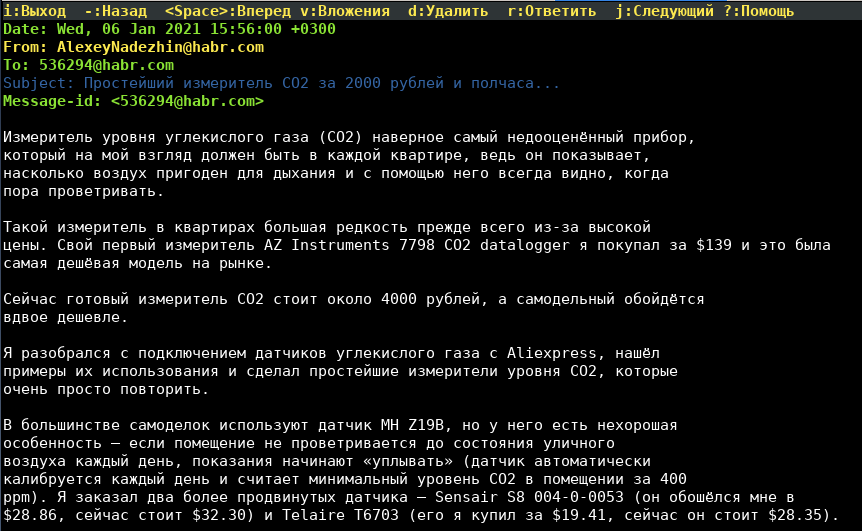 i:Выход  -:Назад  <Space>:Вперед v:Вложения  d:Удалить  r:Ответить  j:Следующий ?:Помощь
Date: Wed, 06 Jan 2021 15:56:00 +0300
From: AlexeyNadezhin@habr.com
To: 536294@habr.com
Subject: Простейший измеритель CO2 за 2000 рублей и полчаса...
Message-id: <536294@habr.com>
Измеритель уровня углекислого газа (CO2) наверное самый недооценённый прибор,
который на мой взгляд должен быть в каждой квартире, ведь он показывает,
насколько воздух пригоден для дыхания и с помощью него всегда видно, когда
пора проветривать.
Такой измеритель в квартирах большая редкость прежде всего из-за высокой
цены. Свой первый измеритель AZ Instruments 7798 CO2 datalogger я покупал за $139 и это была
самая дешёвая модель на рынке.
Сейчас готовый измеритель CO2 стоит около 4000 рублей, а самодельный обойдётся
вдвое дешевле.
Я разобрался с подключением датчиков углекислого газа с Aliexpress, нашёл
примеры их использования и сделал простейшие измерители уровня CO2, которые
очень просто повторить.
В большинстве самоделок используют датчик MH Z19B, но у него есть нехорошая
особенность — если помещение не проветривается до состояния уличного
воздуха каждый день, показания начинают «уплывать» (датчик автоматически
калибруется каждый день и считает минимальный уровень CO2 в помещении за 400
ppm). Я заказал два более продвинутых датчика — Sensair S8 004-0-0053 (он обошёлся мне в
$28.86, сейчас стоит $32.30) и Telaire T6703 (его я купил за $19.41, сейчас он стоит $28.35).